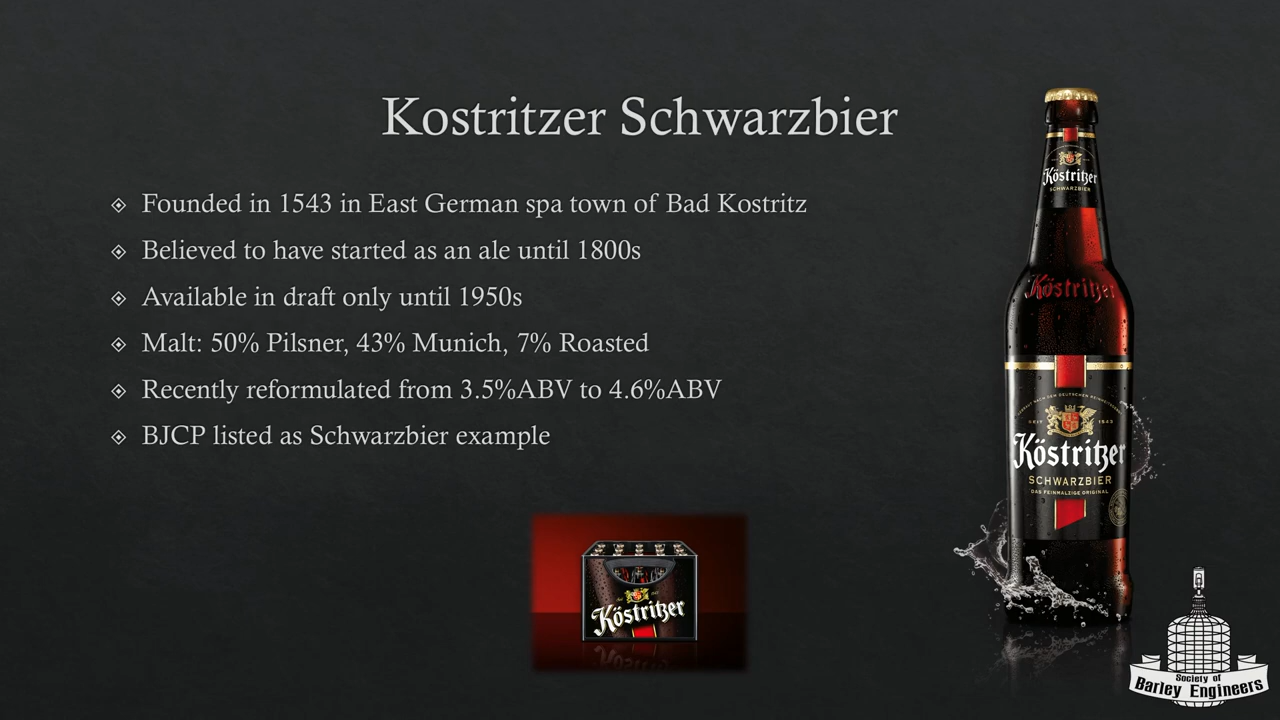 Kostritzer Schwarzbier
Founded in 1543 in East German spa town of Bad Kostritz
Believed to have started as an ale until 1800s
Available in draft only until 1950s
Malt: 50% Pilsner, 43% Munich, 7% Roasted
Recently reformulated from 3.5%ABV to 4.6%ABV
BJCP listed as Schwarzbier example
Köstritzer
SCHWARZBIER
Köstritzer
SEIT 1543
Köstritzer
SCHWARZBIER
DAS FEINMALZIGE ORIGINAL
Köstritzer
Society of
Barley Engineers